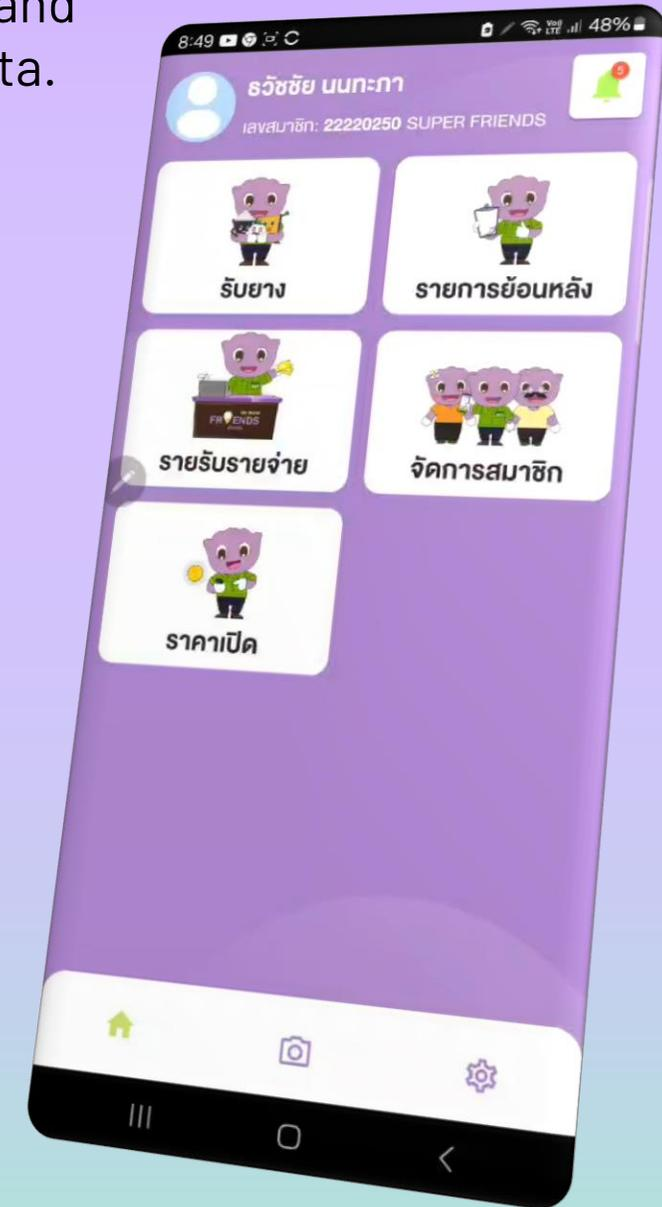 and
ta.
8:49
48%
ธวัชชัย นนทะภา
5
เลขสมาชิก: 22220250 SUPER FRIENDS
รับยาง
รายการย้อนหลัง
FRIENDS
รายรับรายจ่าย
จัดการสมาชิก
ราคาเปิด